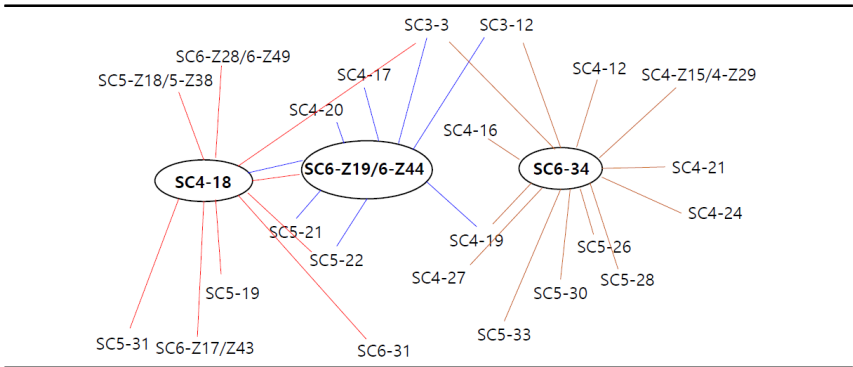 SC3-3 SC3-12
SC6-Z28/6-Z49
SC5-Z18/5-Z38 SC4-17 SC4-12 SC4-Z15/4-Z29
SC4-20
SC4-16
SC4-18 SC6-Z19/6-Z44 SC6-34 SC4-21
SC4-24
SC5-21 SC4-19 SC5-26
SC5-22
SC4-27 SC5-28
SC5-19 SC5-30
SC5-33
SC5-31 SC6-Z17/Z43 SC6-31